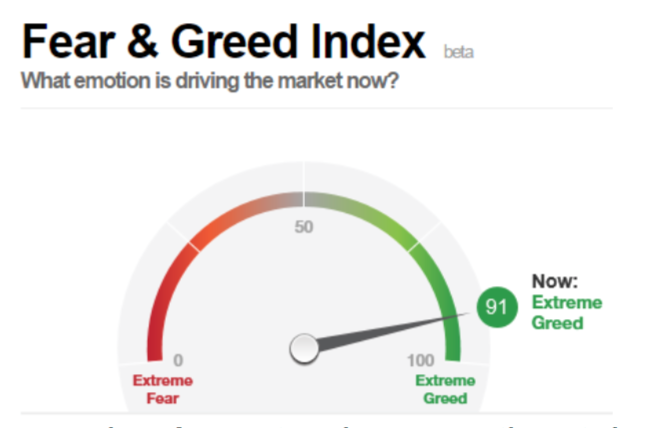 Fear & Greed Index beta
What emotion is driving the market now?
50
Now:
91 Extreme
Greed
0
100
Extreme
Fear
Extreme
Greed